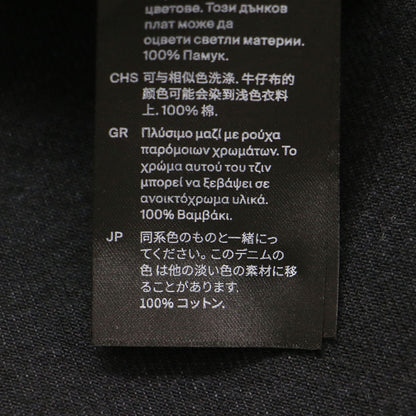 цветове. Този дънков
плат може да
оцвети светли материи.
100% Памук.
CHS 可与相似色洗涤. 牛仔布的
颜色可能会染到浅色衣料
上. 100% 棉.
GR Πλύσιμο μαζί με ρούχα
παρόμοιων χρωμάτων. Το
χρώμα αυτού του τζιν
μπορεί να ξεβάψει σε
ανοικτόχρωμα υλικά.
100% Βαμβάκι.
JP 同系色のものと一緒にっ
てください。このデニムの
色 は他の淡い色の素材に移
ることがあります.
100% コットン.